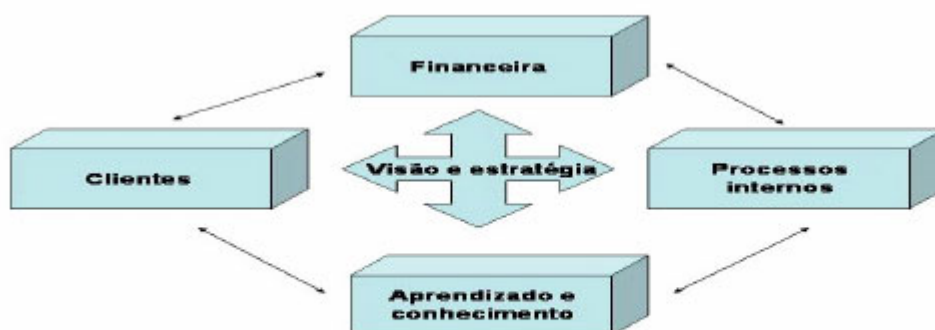 Financeira
Clientes
Visão e estratégia
Processos
internos
Aprendizado e
conhecimento